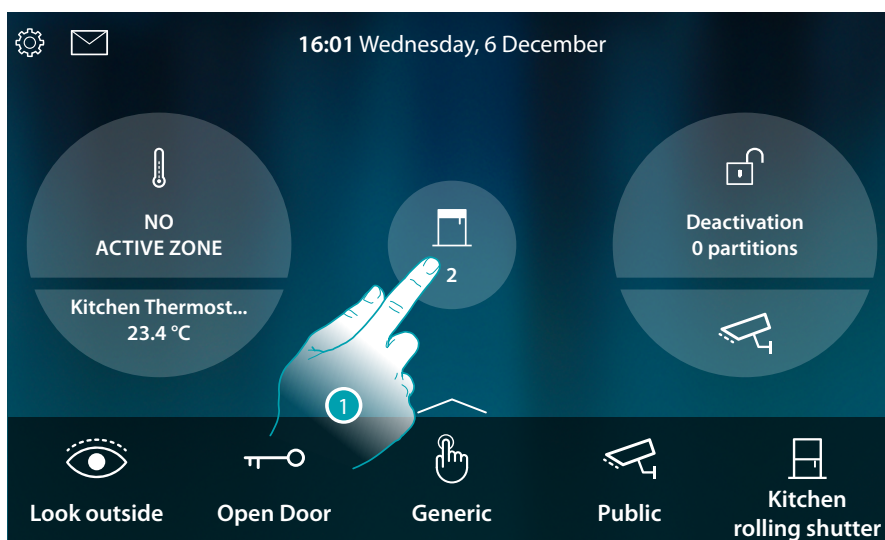 16:01 Wednesday, 6 December
NO
ACTIVE ZONE
Kitchen Thermost...
23.4 °C
2
Deactivation
0 partitions
1
Look outside
Open Door
Generic
Public
Kitchen
rolling shutter